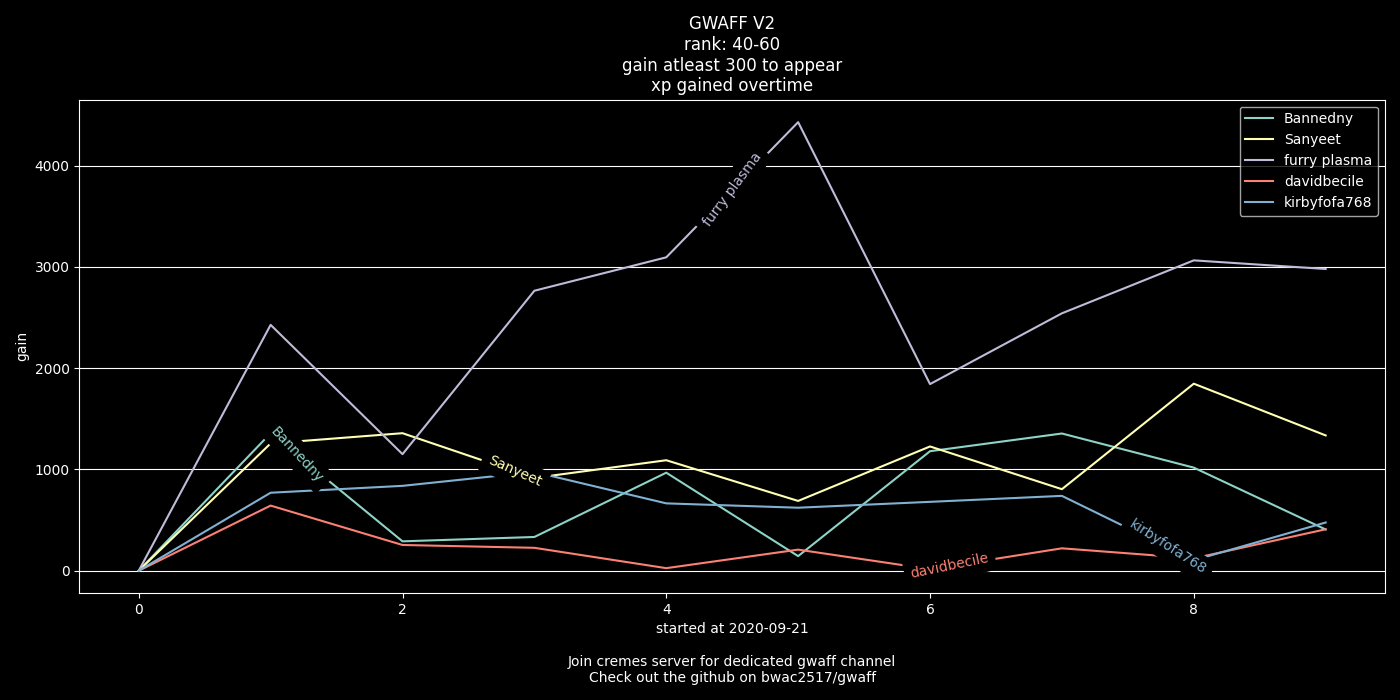 GWAFF V2
rank: 40-60
gain atleast 300 to appear
xp gained overtime
Bannedny
Sanyeet
furry plasma
davidbecile
kirbyfofa768
4000
3000
2000
1000
0
gain
furry plasma
Bannedny
Sanyeet
davidbecile
kirbyfofa768
0 2 4 6 8
started at 2020-09-21
Join cremes server for dedicated gwaff channel
Check out the github on bwac2517/gwaff